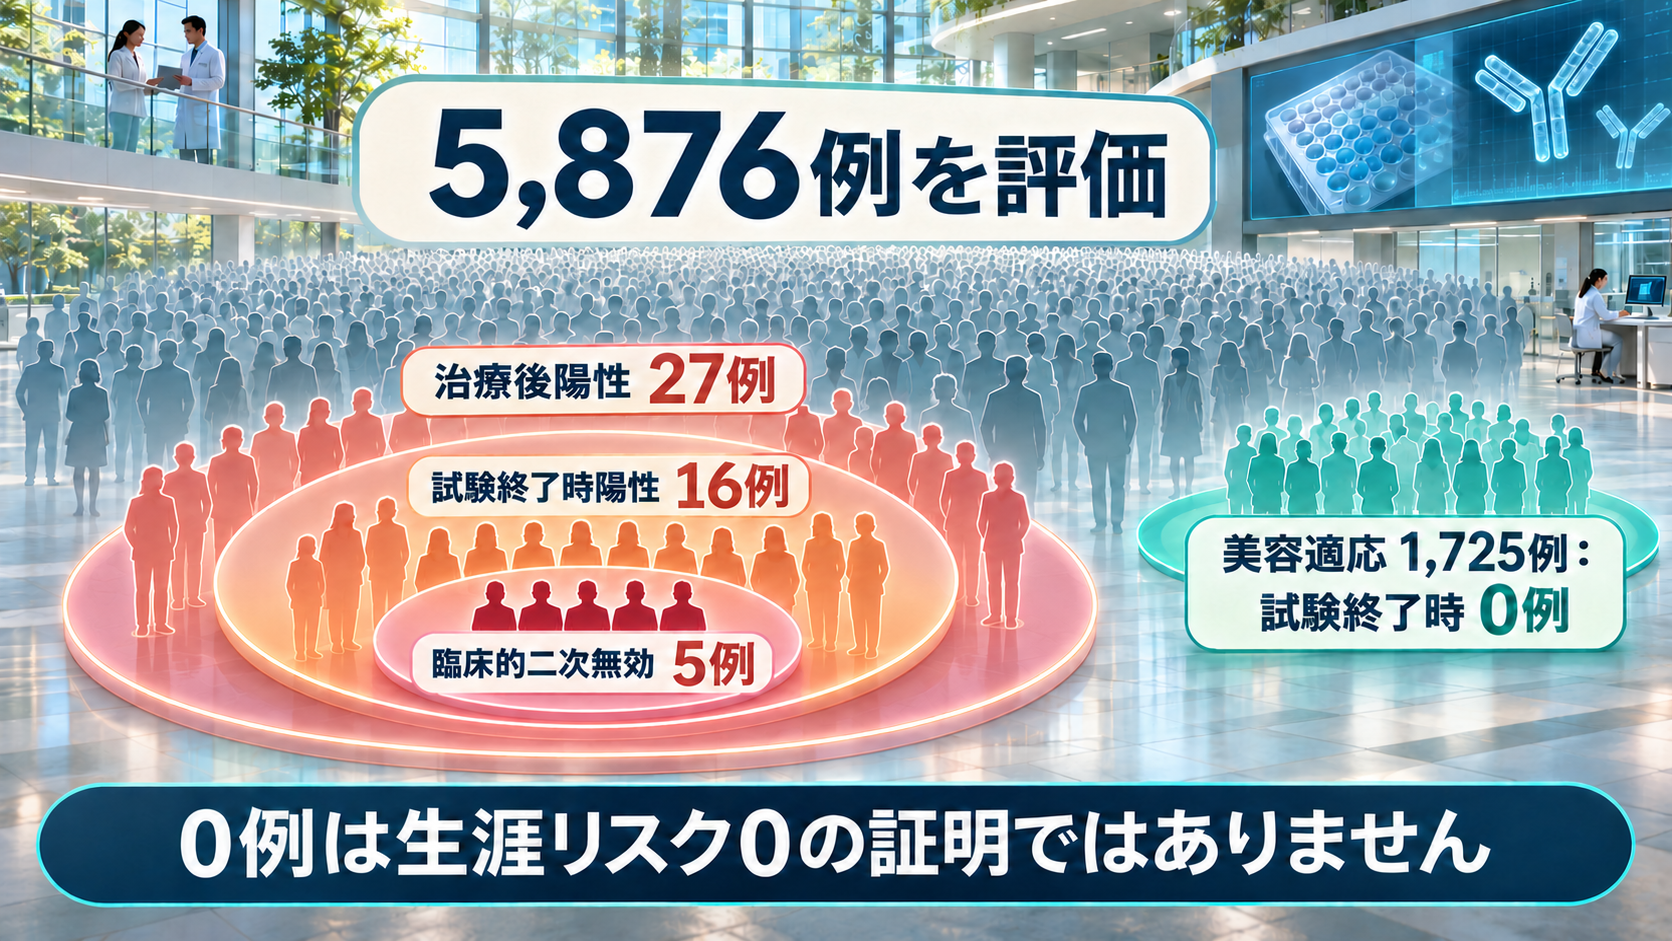 5,876例を評価
治療後陽性 27例
試験終了時陽性 16例
臨床的二次無効 5例
美容適応 1,725例：
試験終了時 0例
0例は生涯リスク0の証明ではありません